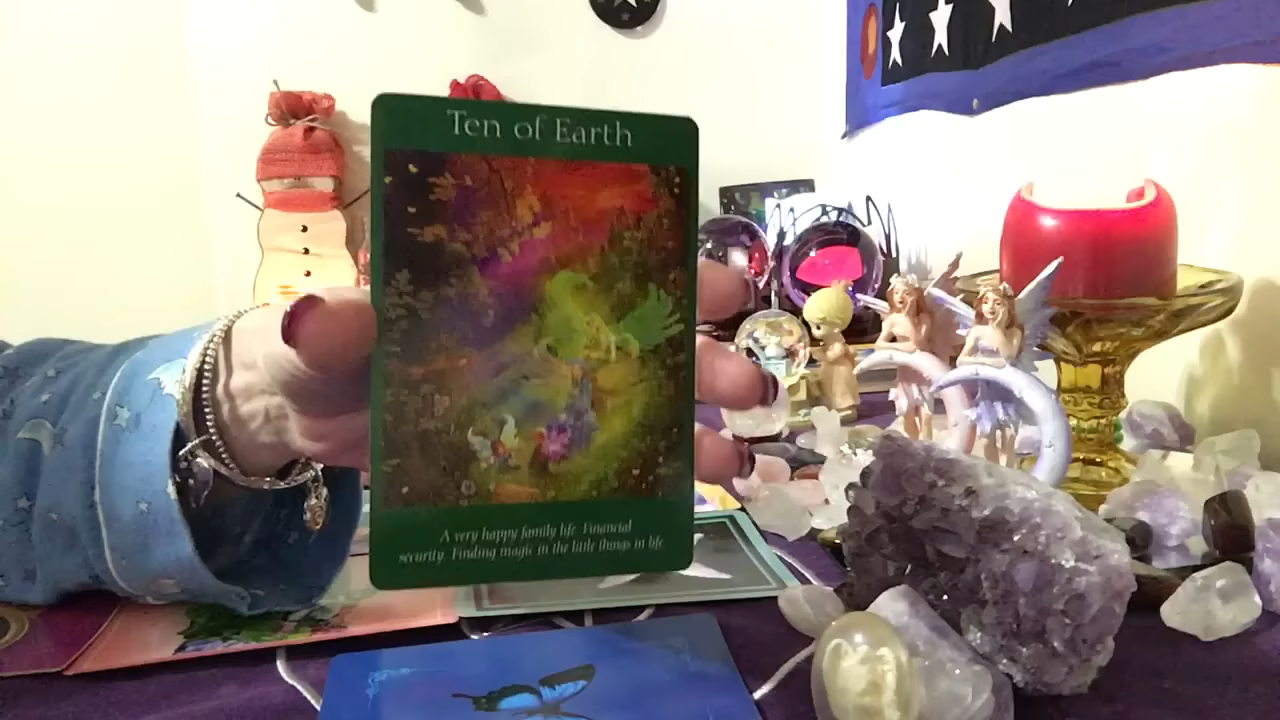 Ten of Earth
A very happy family life. Financial
security. Finding magic in the little things in life